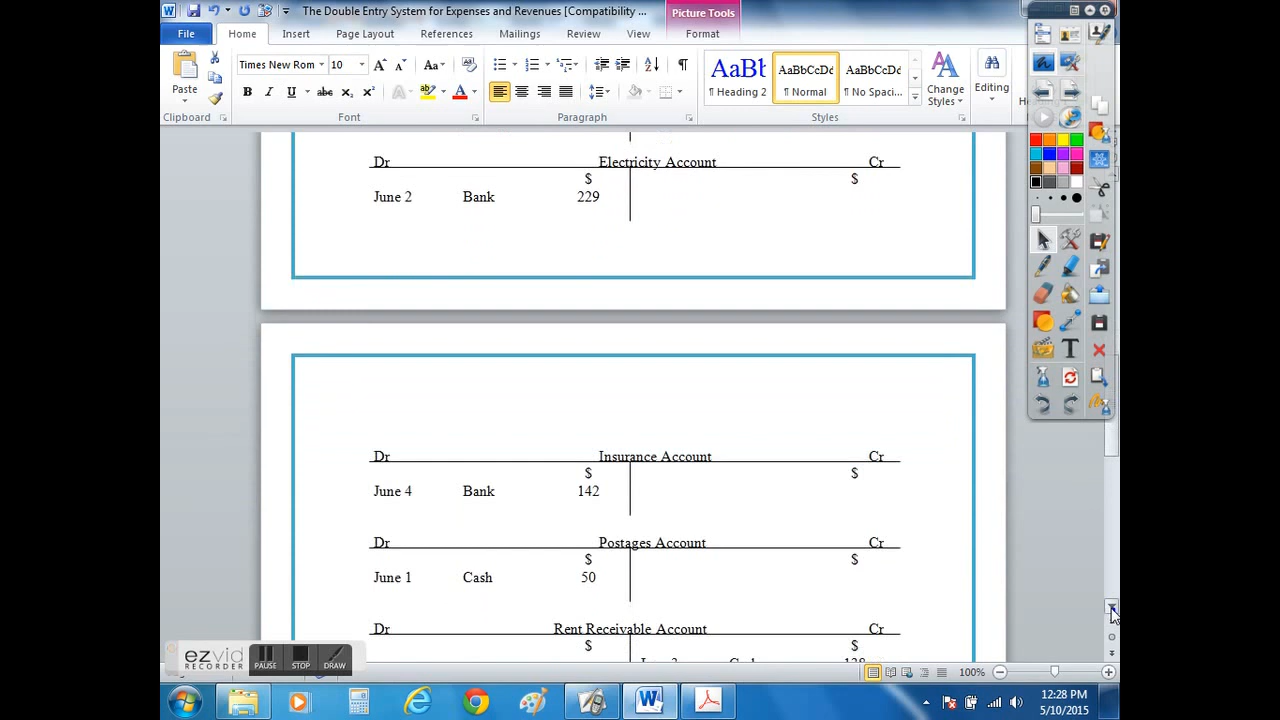 The Double Entry System for Expenses and Revenues [Compatibility ...
Picture Tools
File Home Insert Page Layout References Mailings Review View Format
Times New Rom 10 Aa
AaBb AaBbCcDd AaBbCcDd
Paste
B I U abc x₂ x² A A
¶ Heading 2 ¶ Normal ¶ No Spaci...
Change Styles
Editing
Clipboard Font Paragraph Styles
Dr Electricity Account Cr
$ $
June 2 Bank 229
Dr Insurance Account Cr
$ $
June 4 Bank 142
Dr Postages Account Cr
$ $
June 1 Cash 50
Dr Rent Receivable Account Cr
$ $
ezvid
RECORDER
PAUSE STOP DRAW
100%
12:28 PM
5/10/2015